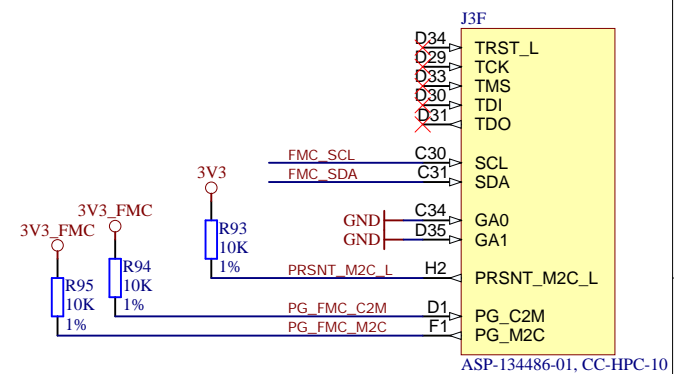 J3F
D34 TRST_L
D29 TCK
D33 TMS
D30 TDI
D31 TDO
FMC_SCL C30 SCL
FMC_SDA C31 SDA
3V3
GND C34 GA0
GND D35 GA1
3V3_FMC
3V3_FMC
R93
10K
1%
PRSNT_M2C_L H2 PRSNT_M2C_L
R94
10K
1%
R95
10K
1%
PG_FMC_C2M D1 PG_C2M
PG_FMC_M2C F1 PG_M2C
ASP-134486-01, CC-HPC-10